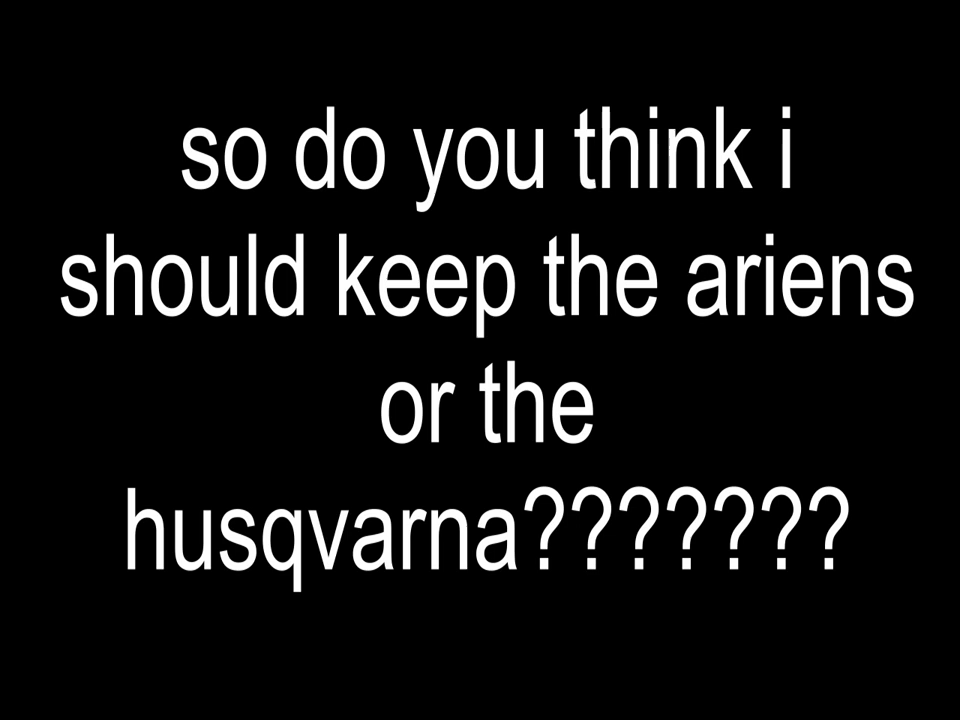 so do you think i
should keep the ariens
or the
husqvarna???????